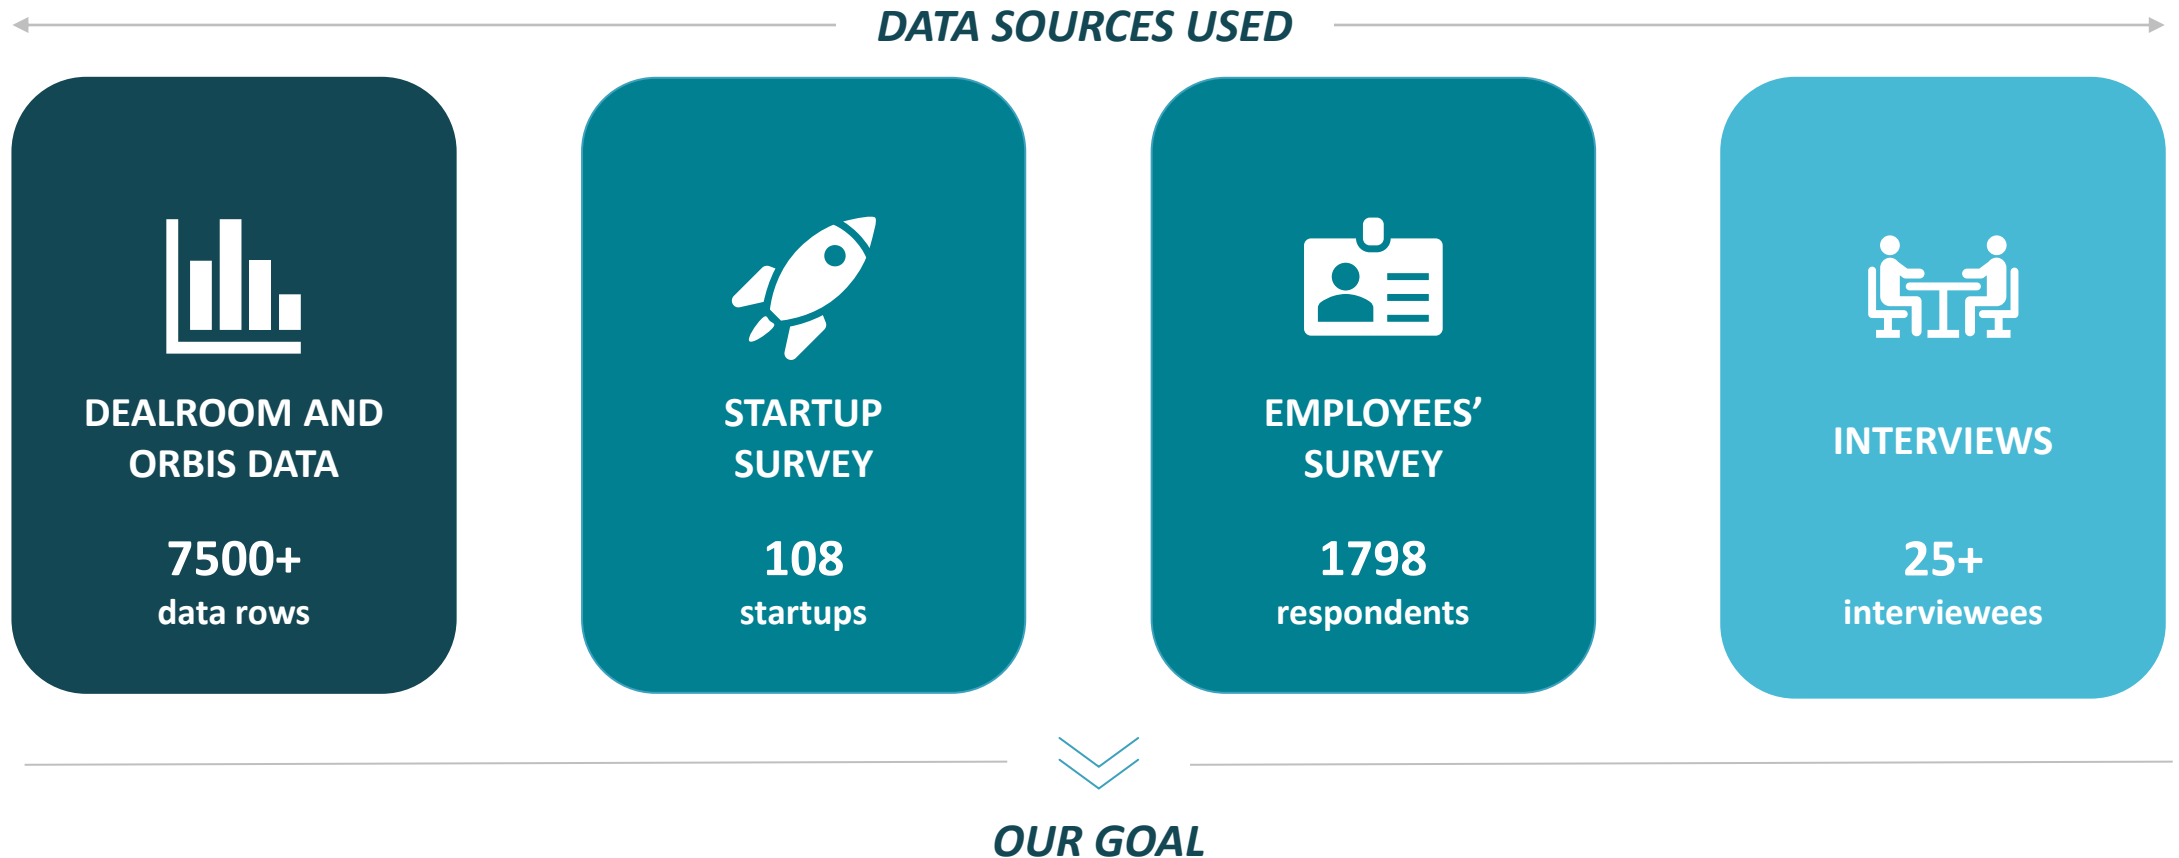 DATA SOURCES USED
DEALROOM AND
ORBIS DATA
7500+
data rows
STARTUP
SURVEY
108
startups
EMPLOYEES’
SURVEY
1798
respondents
INTERVIEWS
25+
interviewees
OUR GOAL